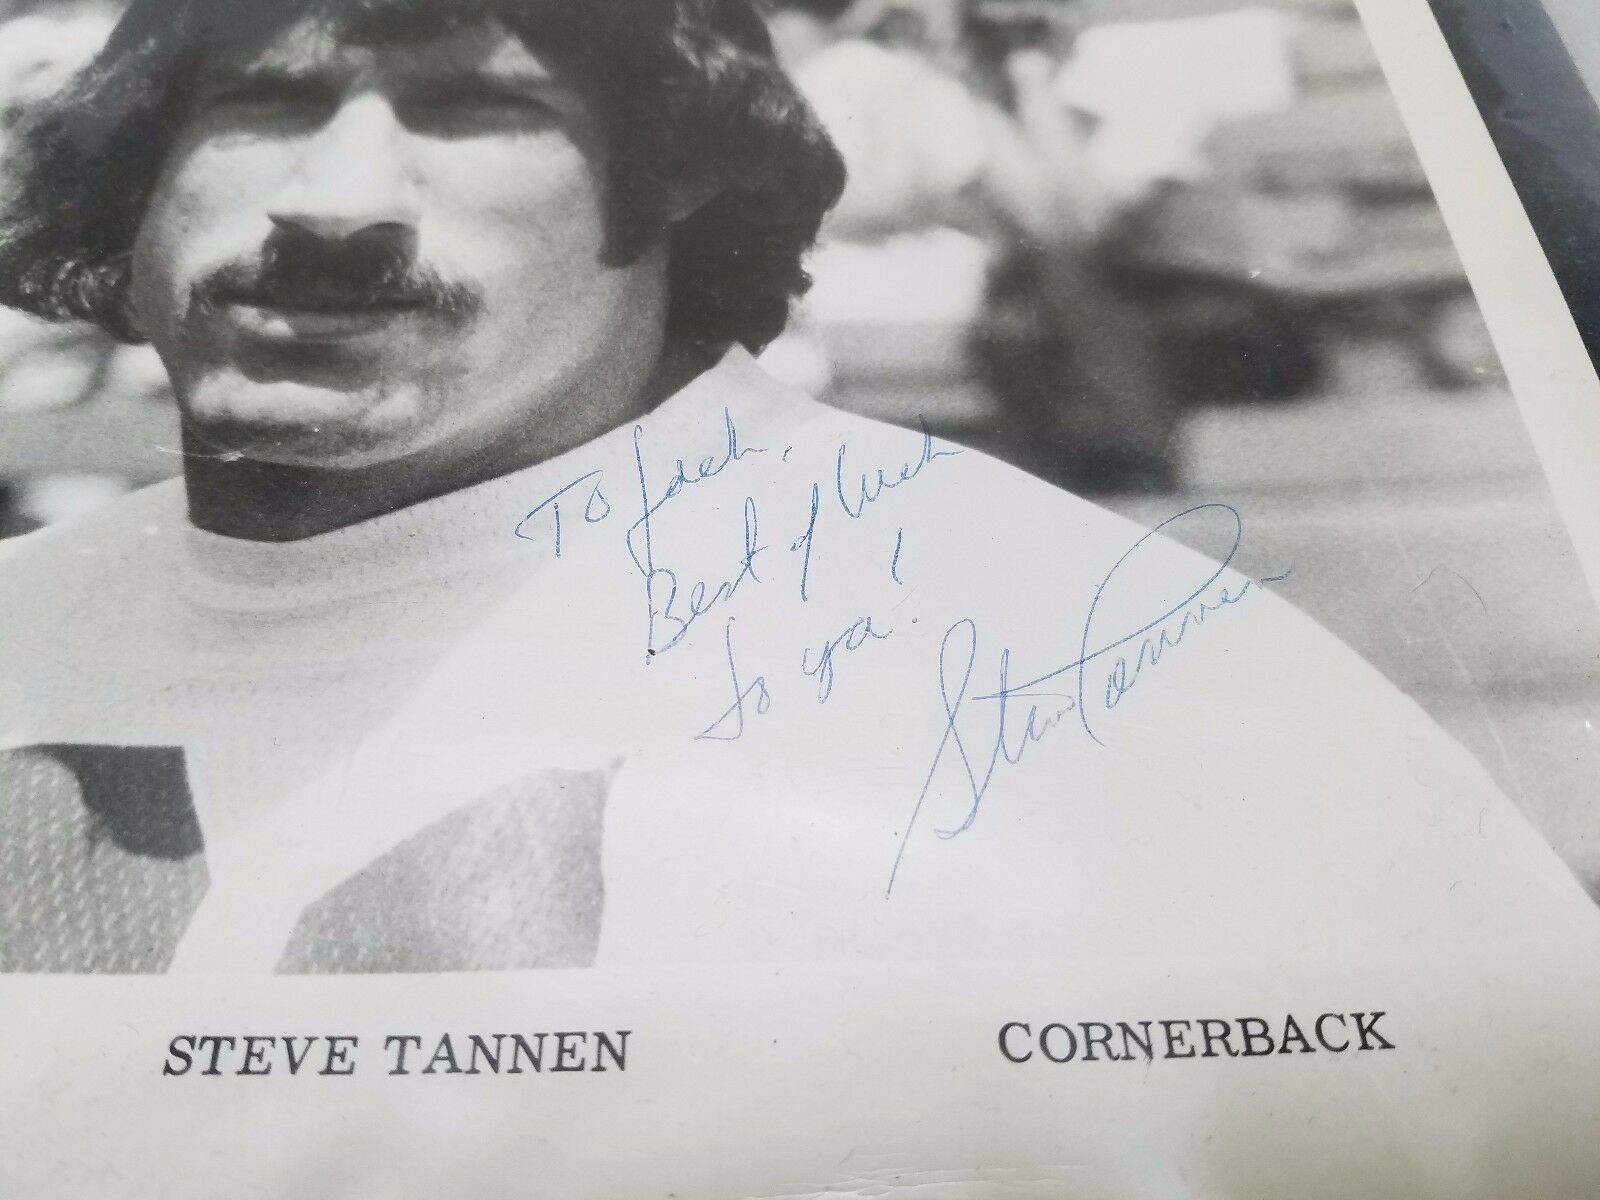 To Jack,
Best of luck
to ya!
Steve Tannen
STEVE TANNEN CORNERBACK